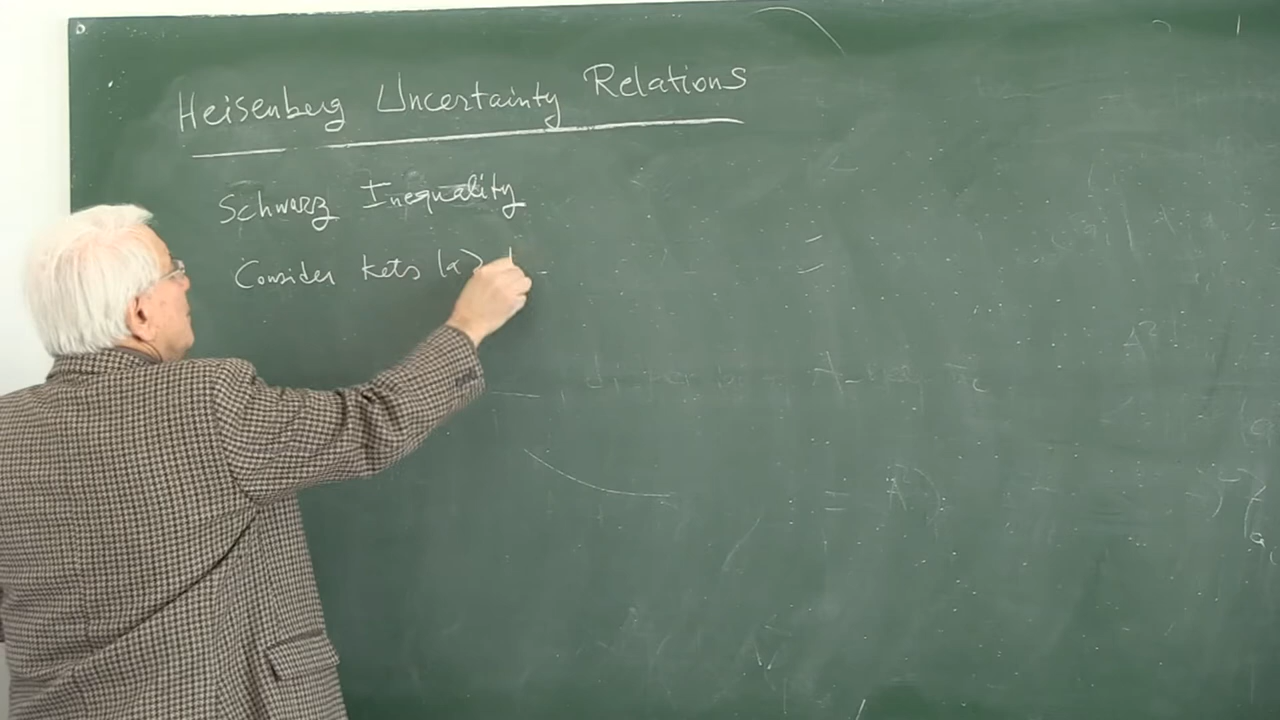 Heisenberg Uncertainty Relations
Schwarz Inequality
Consider kets |α>